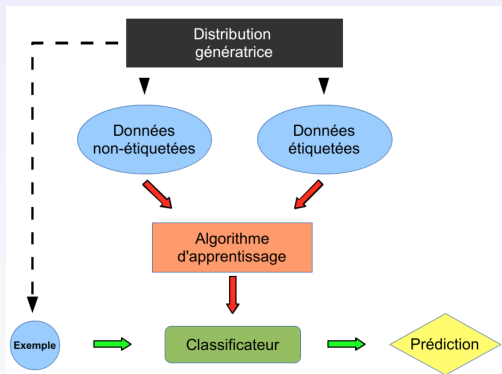 Distribution
génératrice
Données
non-étiquetées
Données
étiquetées
Algorithme
d'apprentissage
Exemple
Classificateur
Prédiction